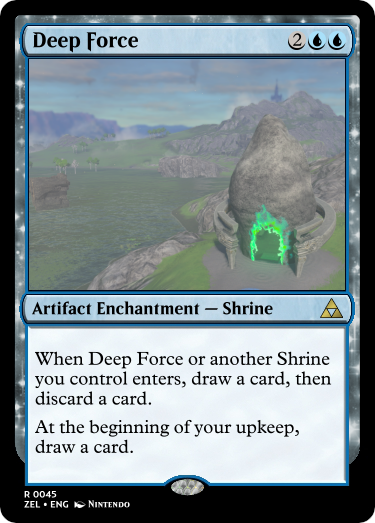 Deep Force 2
Artifact Enchantment — Shrine
When Deep Force or another Shrine
you control enters, draw a card, then
discard a card.
At the beginning of your upkeep,
draw a card.
R 0045
ZEL • ENG Nintendo